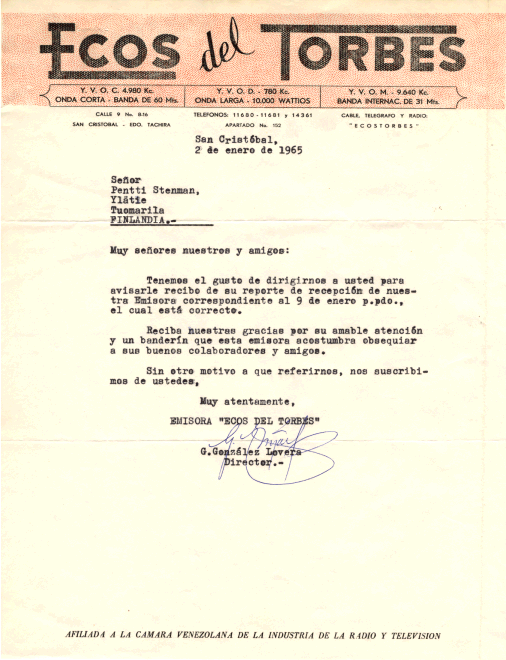 ECOS del TORBES
Y. V. O. C. 4.980 Kc.
ONDA CORTA - BANDA DE 60 Mts.
Y. V. O. D. - 780 Kc.
ONDA LARGA - 10.000 WATTIOS
Y. V. O. M. - 9.640 Kc.
BANDA INTERNAC. DE 31 Mts.
CALLE 9 No. 8-16
SAN CRISTOBAL - EDO. TACHIRA
TELEFONOS: 11680 - 11681 y 14361
APARTADO No. 152
CABLE, TELEGRAFO Y RADIO:
"ECOSTORBES"
San Cristóbal,
2 de enero de 1965
Señor
Pentti Stenman,
Ylätie
Tuomarila
FINLANDIA.-
Muy señores nuestros y amigos:
Tenemos el gusto de dirigirnos a usted para
avisarle recibo de su reporte de recepción de nues-
tra Emisora correspondiente al 9 de enero p.pdo.,
el cual está correcto.
Reciba nuestras gracias por su amable atención
y un banderín que esta emisora acostumbra obsequiar
a sus buenos colaboradores y amigos.
Sin otro motivo a que referirnos, nos suscribi-
mos de ustedes,
Muy atentamente,
EMISORA "ECOS DEL TORBES"
G.González Lovera
Director.-
AFILIADA A LA CAMARA VENEZOLANA DE LA INDUSTRIA DE LA RADIO Y TELEVISION